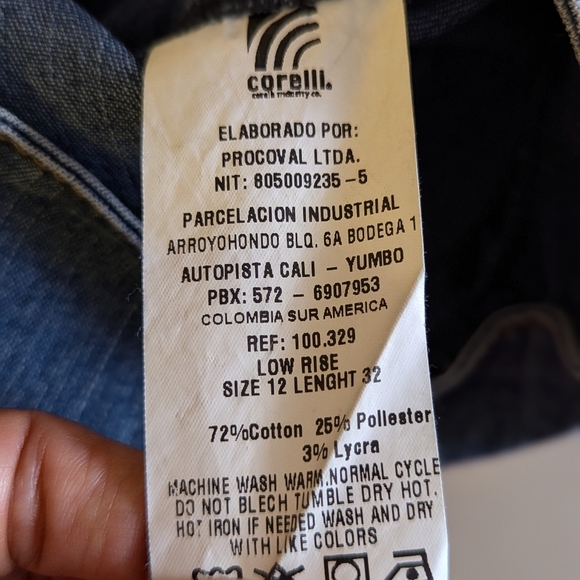 corelli.
corelli industry co.
ELABORADO POR:
PROCOVAL LTDA.
NIT: 805009235-5
PARCELACION INDUSTRIAL
ARROYOHONDO BLQ. 6A BODEGA 1
AUTOPISTA CALI - YUMBO
PBX: 572 - 6907953
COLOMBIA SUR AMERICA
REF: 100.329
LOW RISE
SIZE 12 LENGHT 32
72%Cotton 25% Poliester
3% Lycra
MACHINE WASH WARM.NORMAL CYCLE
DO NOT BLECH TUMBLE DRY HOT.
HOT IRON IF NEEDED WASH AND DRY
WITH LIKE COLORS